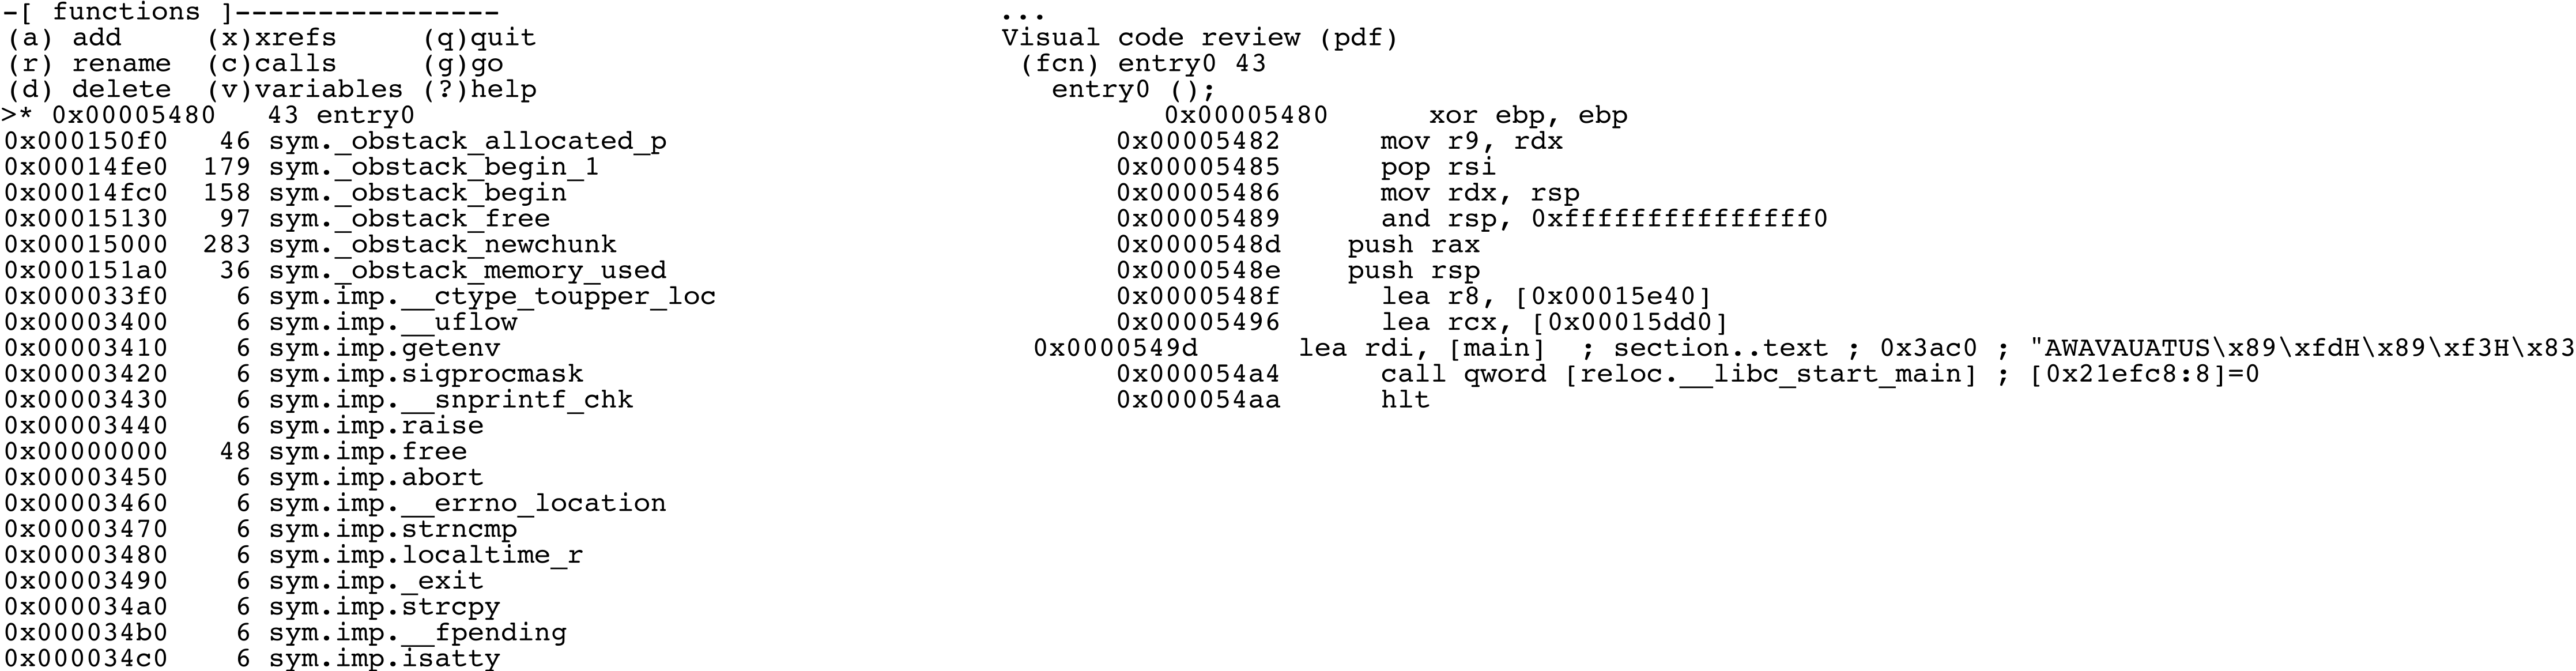 -[ functions ]----------------
(a) add     (x)xrefs     (q)quit
(r) rename  (c)calls     (g)go
(d) delete  (v)variables (?)help
>* 0x00005480   43 entry0
0x000150f0   46 sym._obstack_allocated_p
0x00014fe0  179 sym._obstack_begin_1
0x00014fc0  158 sym._obstack_begin
0x00015130   97 sym._obstack_free
0x00015000  283 sym._obstack_newchunk
0x000151a0   36 sym._obstack_memory_used
0x000033f0    6 sym.imp.__ctype_toupper_loc
0x00003400    6 sym.imp.__uflow
0x00003410    6 sym.imp.getenv
0x00003420    6 sym.imp.sigprocmask
0x00003430    6 sym.imp.__snprintf_chk
0x00003440    6 sym.imp.raise
0x00000000   48 sym.imp.free
0x00003450    6 sym.imp.abort
0x00003460    6 sym.imp.__errno_location
0x00003470    6 sym.imp.strncmp
0x00003480    6 sym.imp.localtime_r
0x00003490    6 sym.imp._exit
0x000034a0    6 sym.imp.strcpy
0x000034b0    6 sym.imp.__fpending
0x000034c0    6 sym.imp.isatty
...
Visual code review (pdf)
(fcn) entry0 43
entry0 ();
0x00005480      xor ebp, ebp
0x00005482      mov r9, rdx
0x00005485      pop rsi
0x00005486      mov rdx, rsp
0x00005489      and rsp, 0xfffffffffffffff0
0x0000548d    push rax
0x0000548e    push rsp
0x0000548f      lea r8, [0x00015e40]
0x00005496      lea rcx, [0x00015dd0]
0x0000549d      lea rdi, [main]  ; section..text ; 0x3ac0 ; "AWAVAUATUS\x89\xfdH\x89\xf3H\x83
0x000054a4      call qword [reloc.__libc_start_main] ; [0x21efc8:8]=0
0x000054aa      hlt